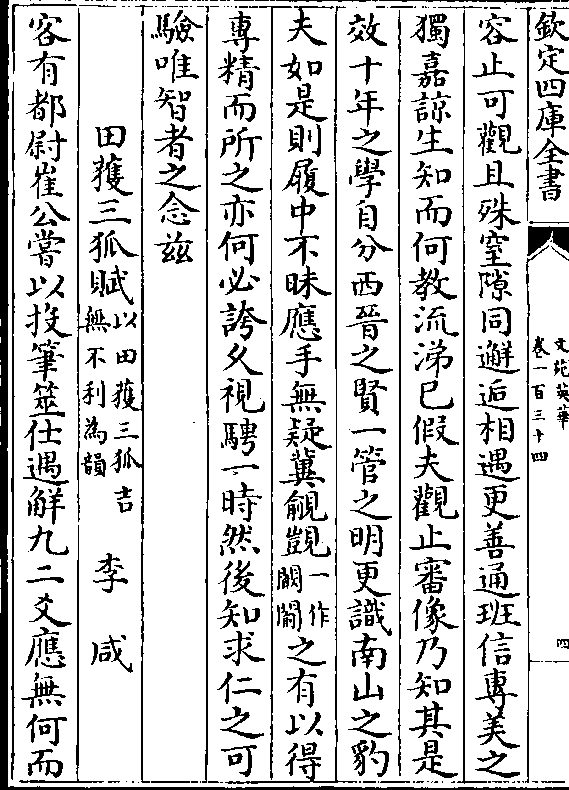 欽定四庫全書
文苑英華
卷一百三十四
四
容止可觀且殊窒隙同邂逅相遇更善通班信專美之
獨嘉諒生知而何教流涕巳假夫觀止審像乃知其是
效十年之學自分西晉之賢一管之明更識南山之豹
夫如是則履中不昧應手無疑冀俞覬覦一作闕闚之有以得
專精而所之亦何必誇久視騁一時然後知求仁之可
驗唯智者之念兹
田獲三狐賦以田獲三狐吉無不利為韻 李咸
客有都尉崔公嘗以投筆筮仕遇解九二爻應無何而